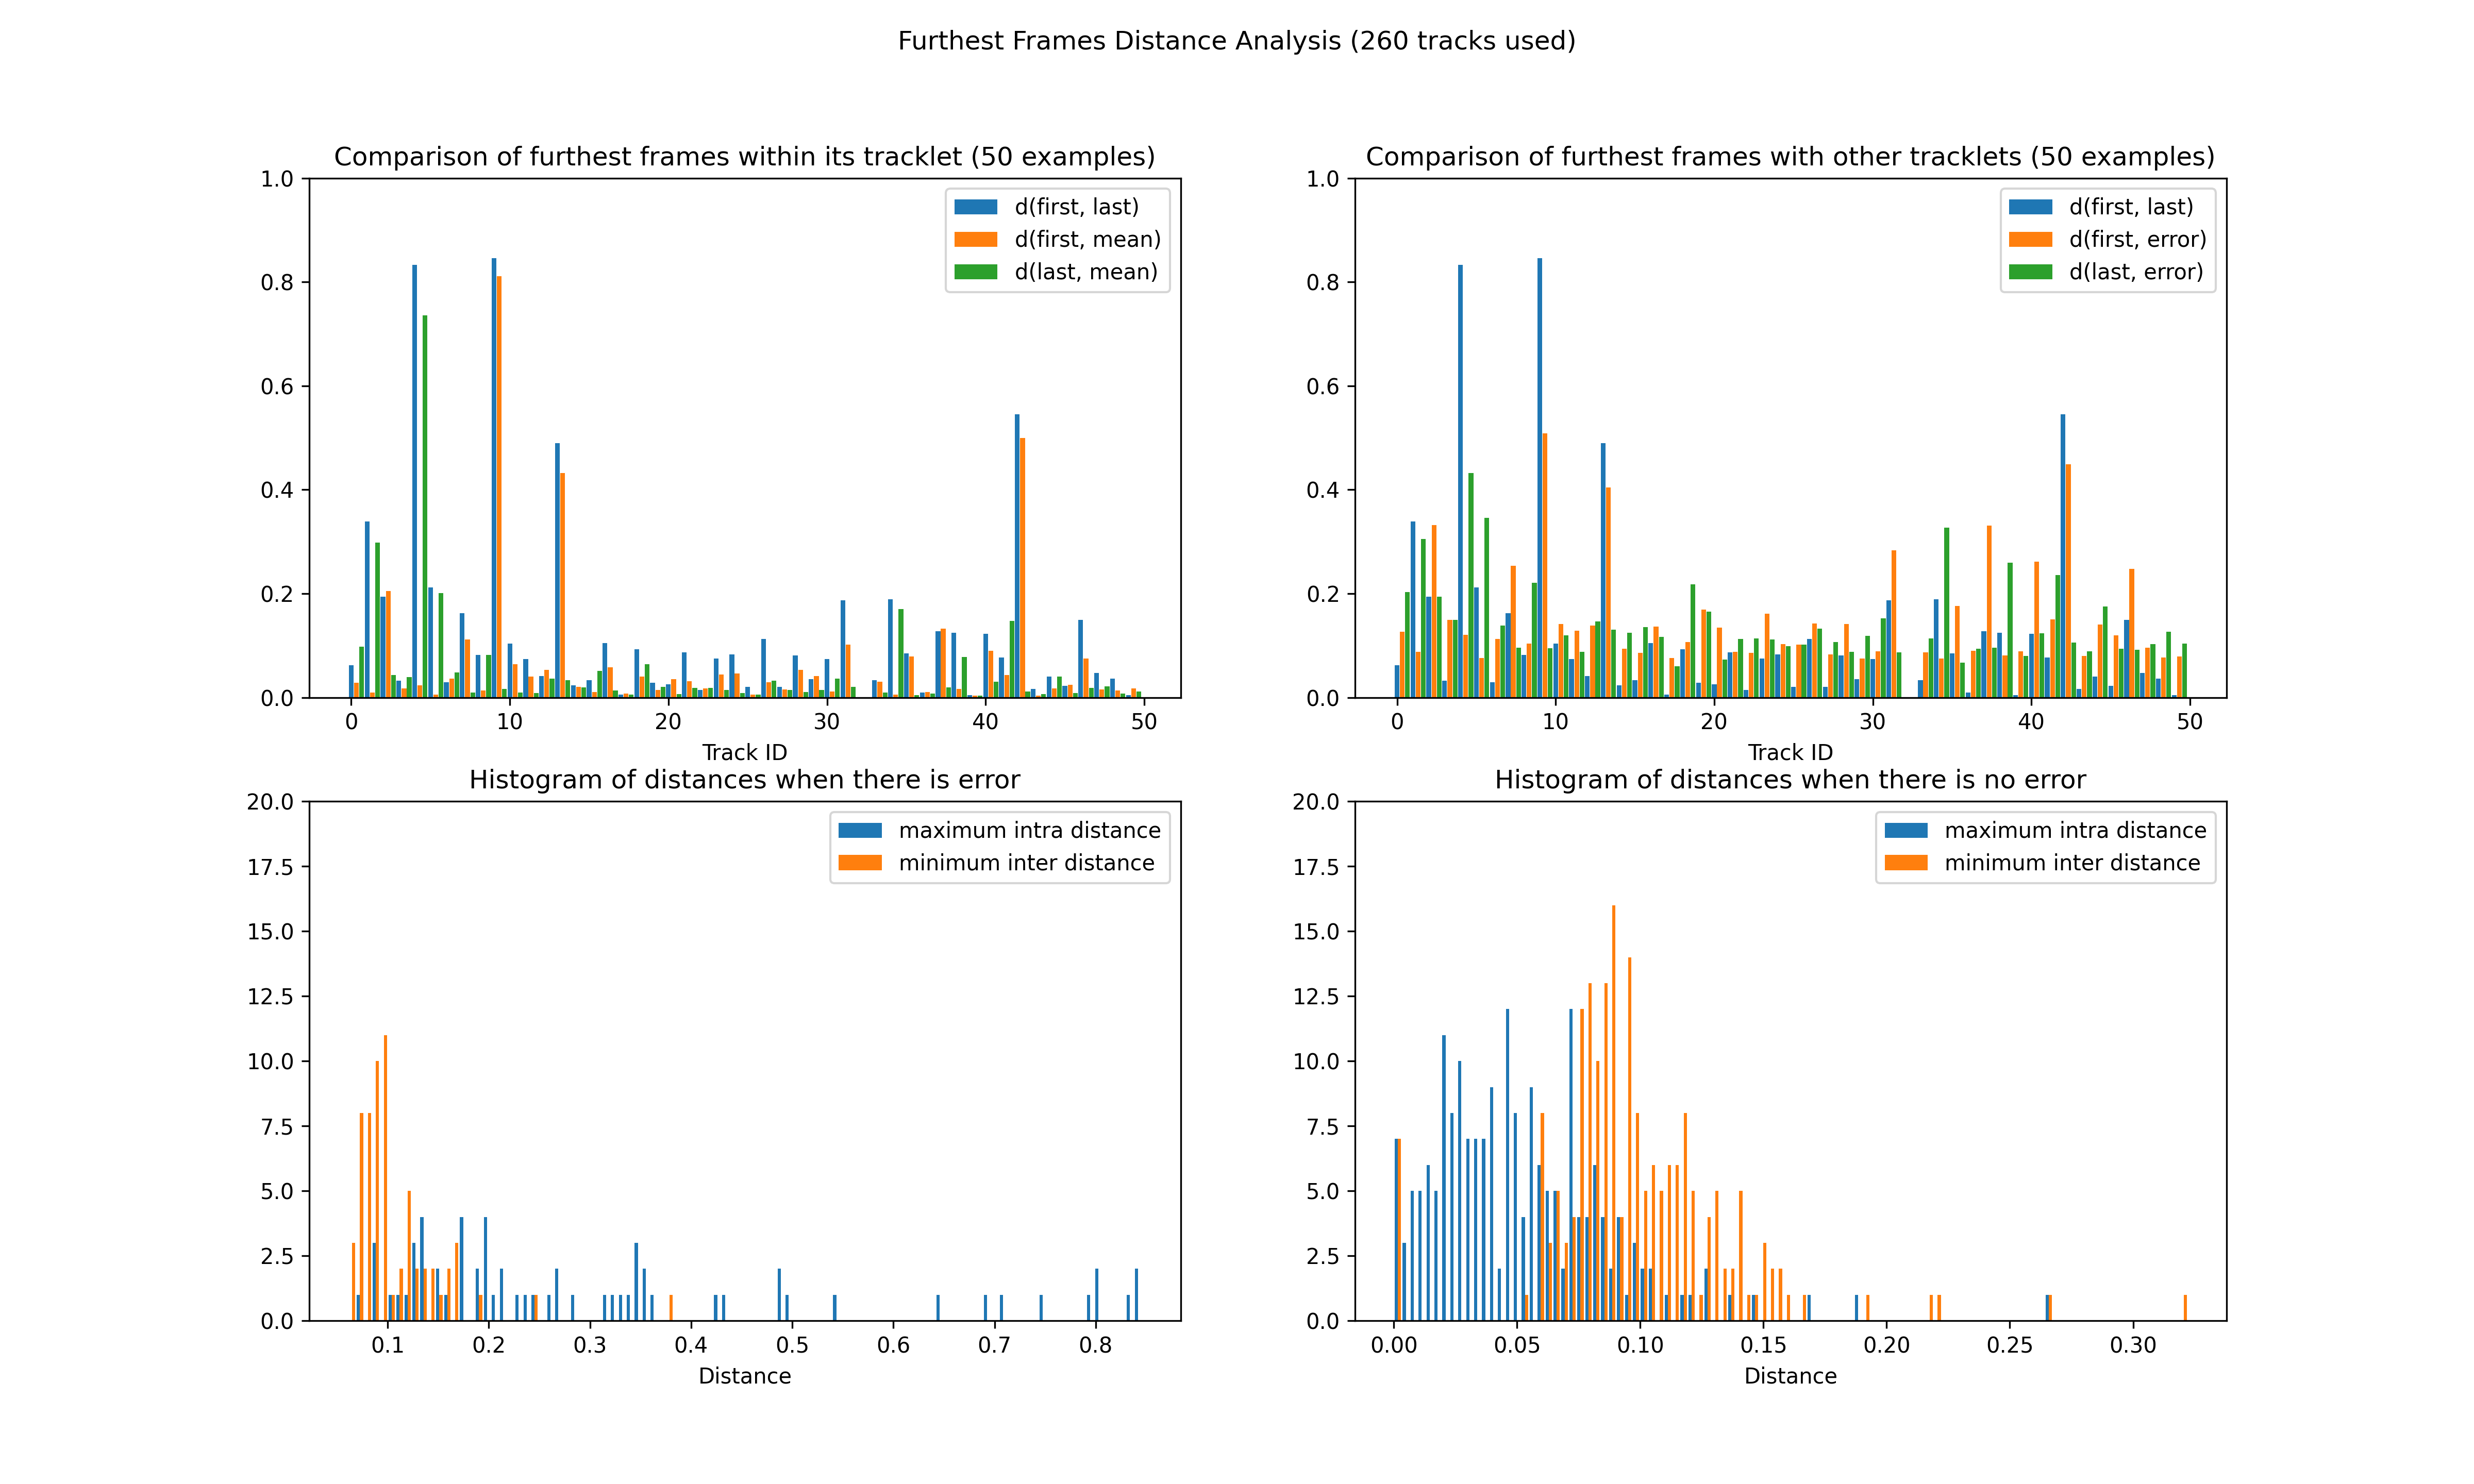 Furthest Frames Distance Analysis (260 tracks used)
Comparison of furthest frames within its tracklet (50 examples)
1.0
0.8
0.6
0.4
0.2
0.0
d(first, last)
d(first, mean)
d(last, mean)
0 10 20 30 40 50
Track ID
Comparison of furthest frames with other tracklets (50 examples)
1.0
0.8
0.6
0.4
0.2
0.0
d(first, last)
d(first, error)
d(last, error)
0 10 20 30 40 50
Track ID
Histogram of distances when there is error
20.0
17.5
15.0
12.5
10.0
7.5
5.0
2.5
0.0
maximum intra distance
minimum inter distance
0.1 0.2 0.3 0.4 0.5 0.6 0.7 0.8
Distance
Histogram of distances when there is no error
20.0
17.5
15.0
12.5
10.0
7.5
5.0
2.5
0.0
maximum intra distance
minimum inter distance
0.00 0.05 0.10 0.15 0.20 0.25 0.30
Distance